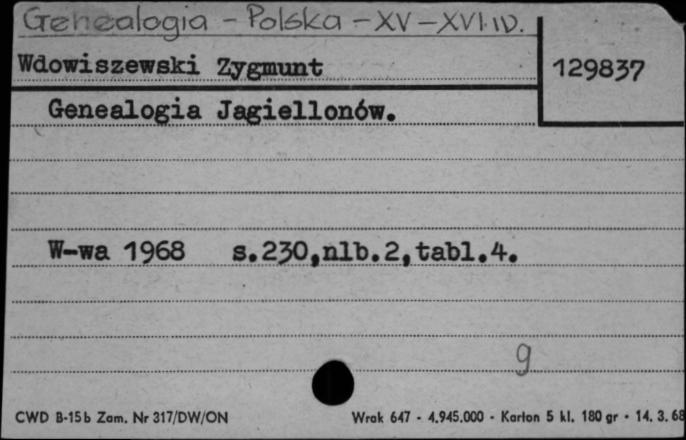 Genealogia - Polska - XV - XVI w.
Wdowiszewski Zygmunt
129837
Genealogia Jagiellonów.
W-wa 1968 s.230,nlb.2,tabl.4.
g
CWD B-15b Zam. Nr 317/DW/ON Wrak 647 - 4.945.000 - Karton 5 kl. 180 gr - 14. 3. 68